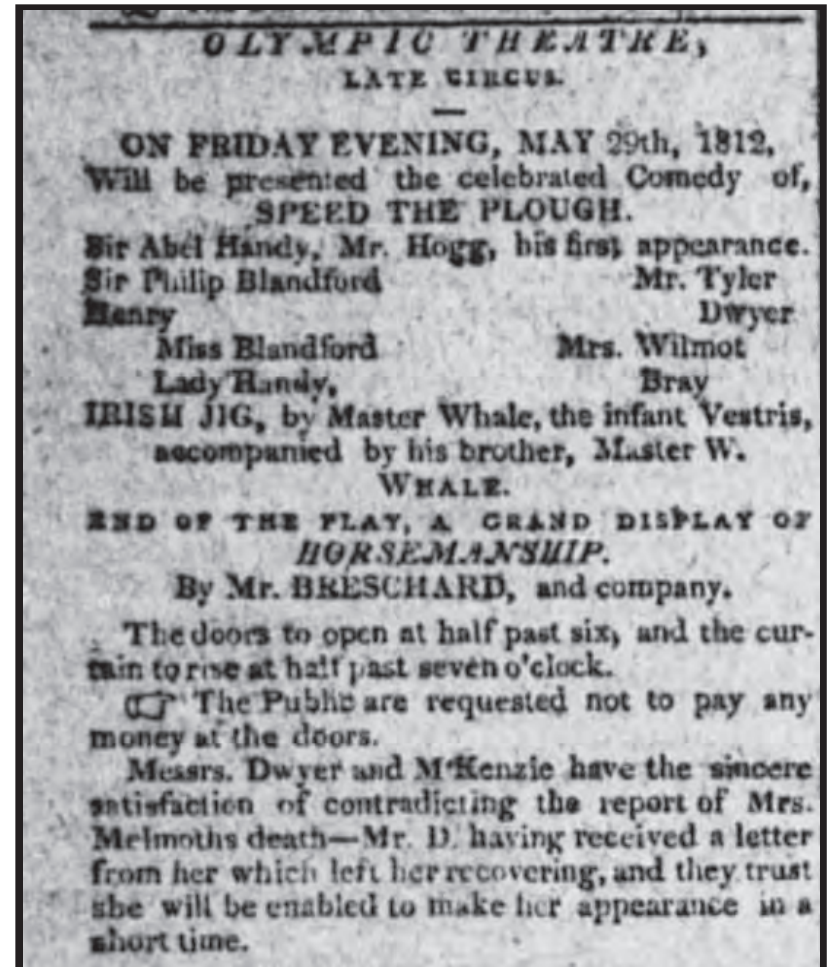 OLYMPIC THEATRE,
LATE CIRCUS.
ON FRIDAY EVENING, MAY 29th, 1812,
Will be presented the celebrated Comedy of,
SPEED THE PLOUGH.
Sir Abel Handy, Mr. Hogg, his first appearance.
Sir Philip Blandford Mr. Tyler
Henry Dwyer
Miss Blandford Mrs. Wilmot
Lady Handy, Bray
IRISH JIG, by Master Whale, the infant Vestris,
accompanied by his brother, Master W.
WHALE.
END OF THE PLAY, A GRAND DISPLAY OF
HORSEMANSHIP.
By Mr. BRESCHARD, and company.
The doors to open at half past six, and the cur-
tain to rise at half past seven o'clock.
☞ The Public are requested not to pay any
money at the doors.
Messrs. Dwyer and M'Kenzie have the sincere
satisfaction of contradicting the report of Mrs.
Melmoths death—Mr. D. having received a letter
from her which left her recovering, and they trust
she will be enabled to make her appearance in a
short time.